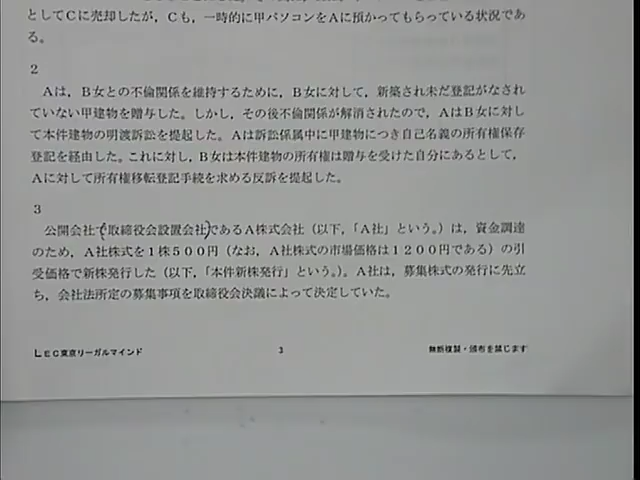 としてCに売却したが，Cも，一時的に甲パソコンをAに預かってもらっている状況であ
る。
2
Aは，B女との不倫関係を維持するために，B女に対して，新築され未だ登記がなされ
ていない甲建物を贈与した。しかし，その後不倫関係が解消されたので，AはB女に対し
て本件建物の明渡訴訟を提起した。Aは訴訟係属中に甲建物につき自己名義の所有権保存
登記を経由した。これに対し，B女は本件建物の所有権は贈与を受けた自分にあるとして，
Aに対して所有権移転登記手続を求める反訴を提起した。
3
公開会社で(取締役会設置会社)であるA株式会社（以下，「A社」という。）は，資金調達
のため，A社株式を1株500円（なお，A社株式の市場価格は1200円である）の引
受価格で新株発行した（以下，「本件新株発行」という。）。A社は，募集株式の発行に先立
ち，会社法所定の募集事項を取締役会決議によって決定していた。
LEC東京リーガルマインド
3
無断複製・頒布を禁じます